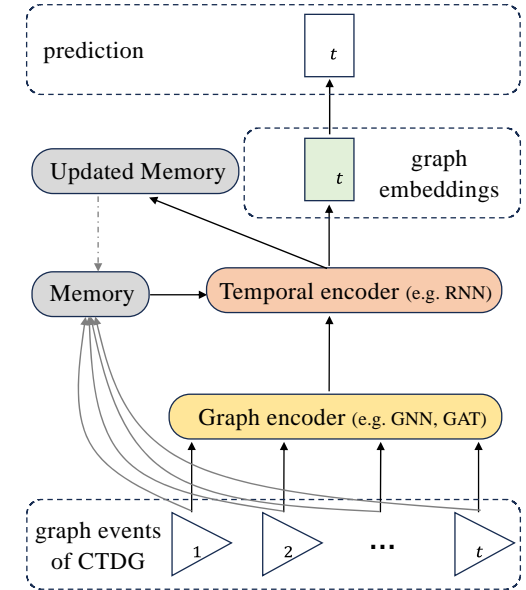 prediction
t
Updated Memory
t
graph
embeddings
Memory
Temporal encoder (e.g. RNN)
Graph encoder (e.g. GNN, GAT)
graph events
of CTDG
1
2
...
t